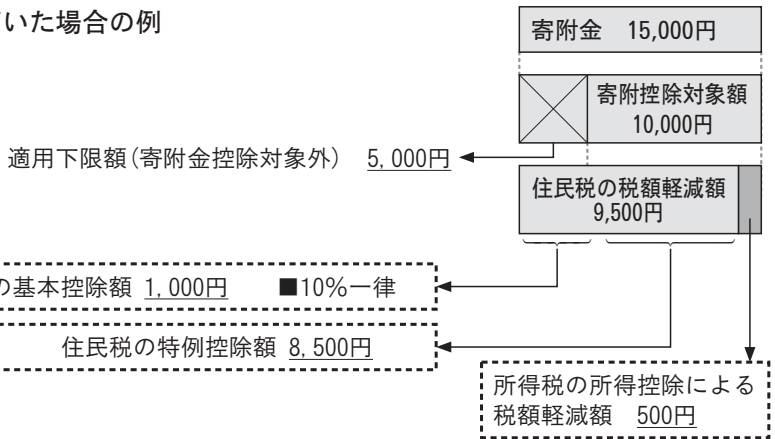 いた場合の例
寄附金 15,000円
寄附控除対象額
10,000円
適用下限額(寄附金控除対象外) 5,000円
住民税の税額軽減額
9,500円
の基本控除額 1,000円 ■10%一律
住民税の特例控除額 8,500円
所得税の所得控除による
税額軽減額 500円